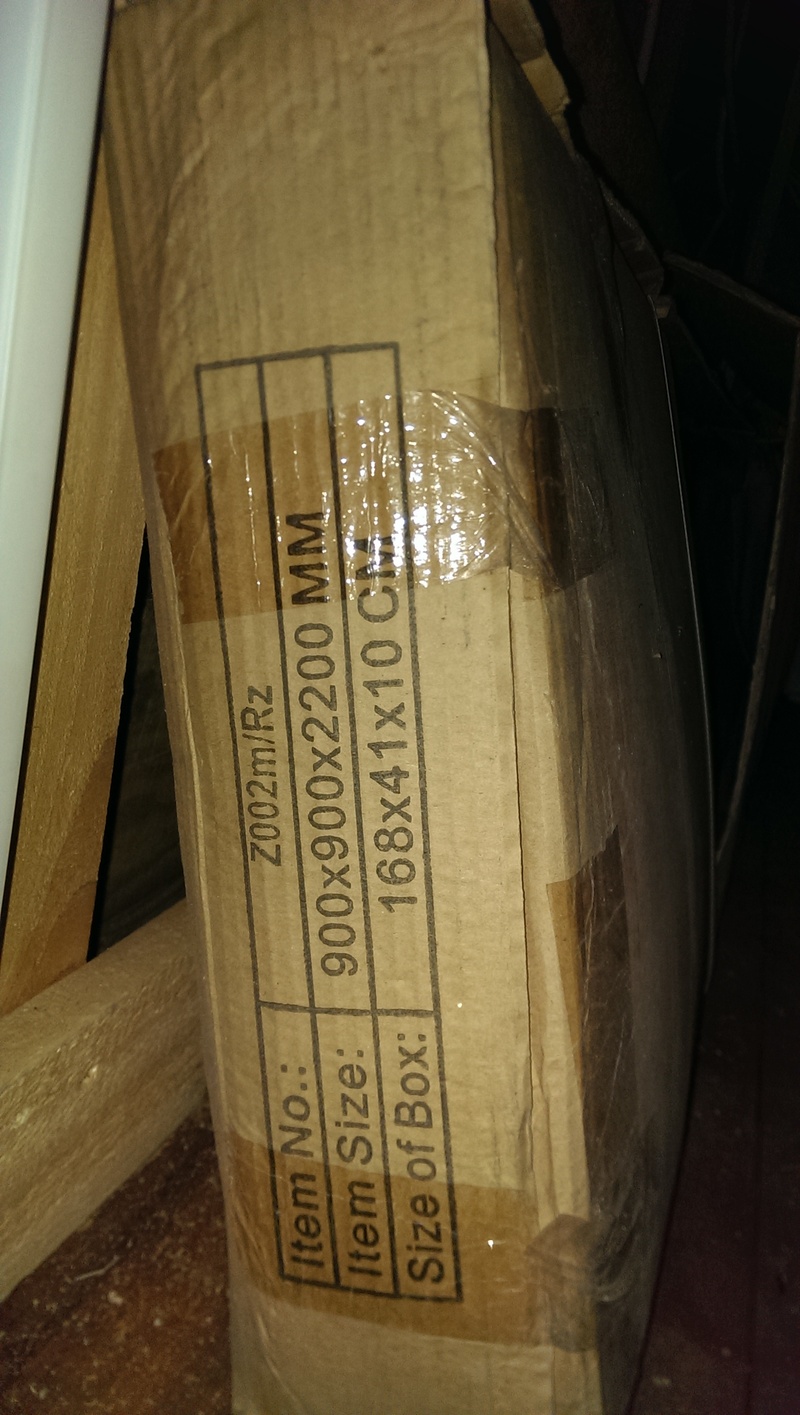 Item No.: Z002m/Rz
Item Size: 900x900x2200 MM
Size of Box: 168x41x10 CM